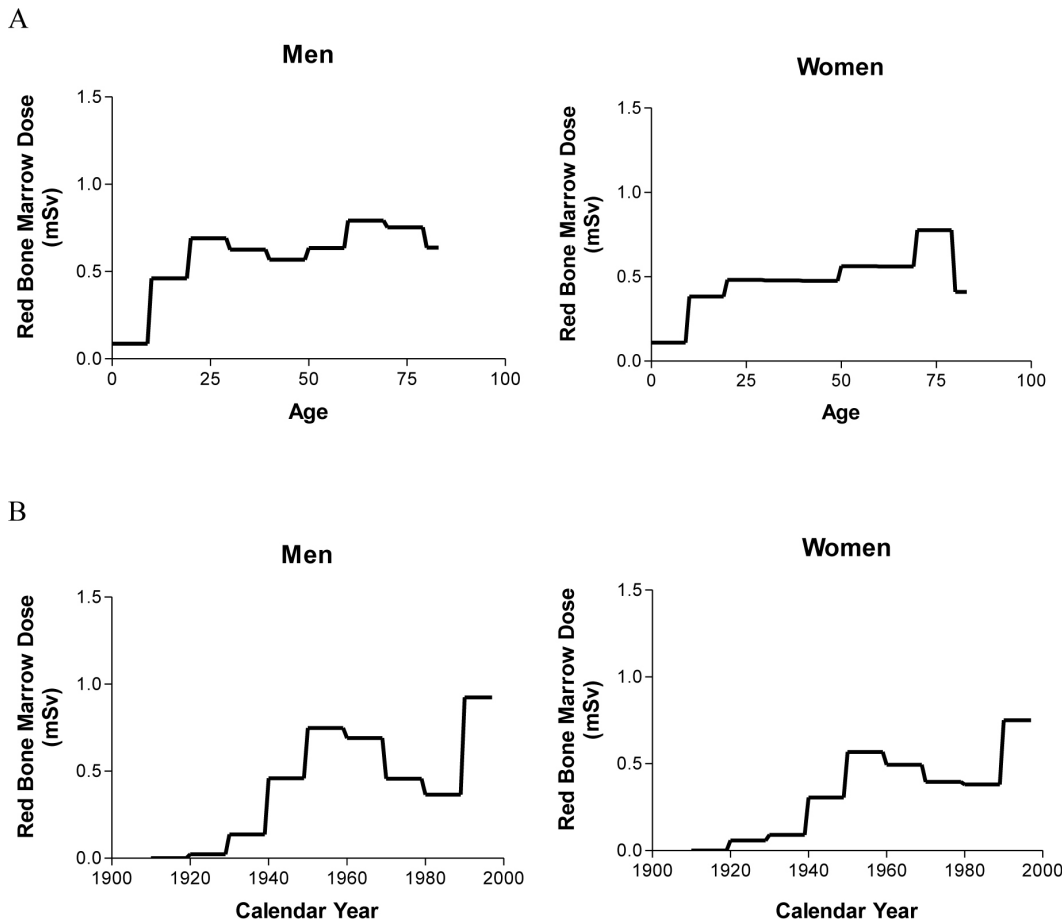 A
Men
Red Bone Marrow Dose
(mSv)
1.5
1.0
0.5
0.0
0 25 50 75 100
Age
Women
Red Bone Marrow Dose
(mSv)
1.5
1.0
0.5
0.0
0 25 50 75 100
Age
B
Men
Red Bone Marrow Dose
(mSv)
1.5
1.0
0.5
0.0
1900 1920 1940 1960 1980 2000
Calendar Year
Women
Red Bone Marrow Dose
(mSv)
1.5
1.0
0.5
0.0
1900 1920 1940 1960 1980 2000
Calendar Year